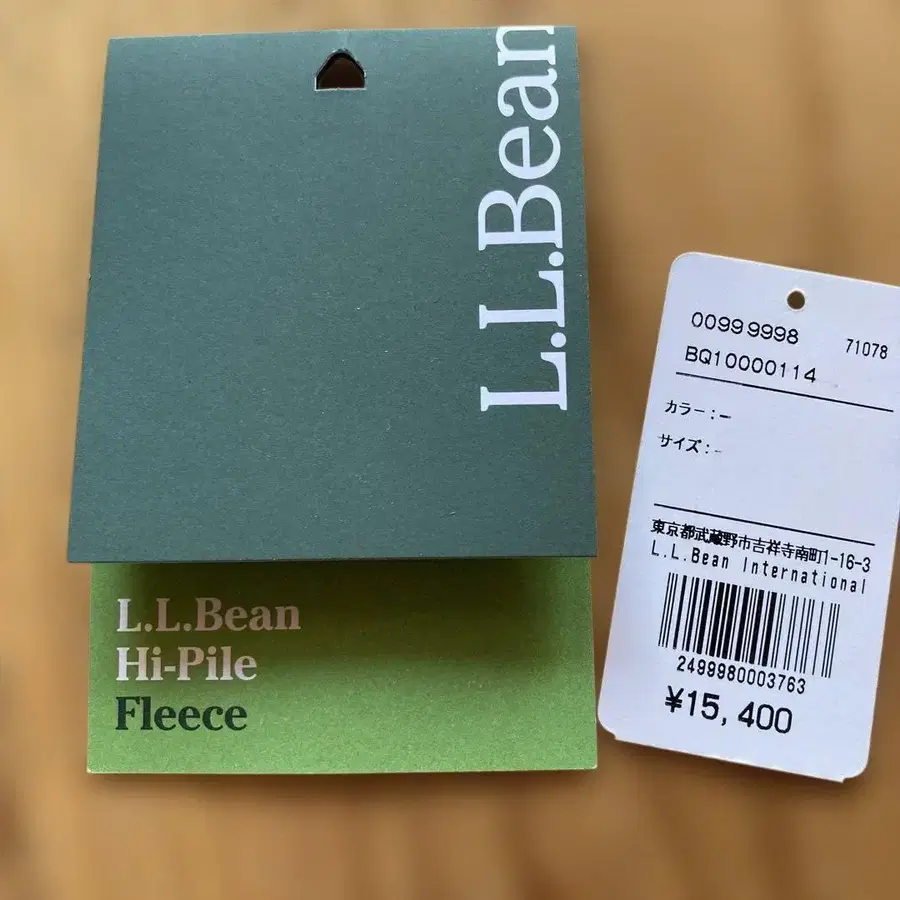 L.L.Bean
L.L.Bean
Hi-Pile
Fleece
00999998 71078
BQ10000114
カラー:-
サイズ:-
東京都武蔵野市吉祥寺南町1-16-3
L.L.Bean International
2499980003763
¥15,400